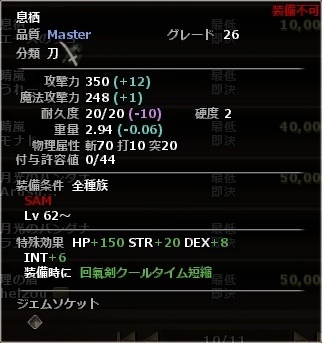 装備不可
息栖
品質 Master グレード 26
分類 刀
攻撃力 350 (+12)
魔法攻撃力 248 (+1)
耐久度 20/20 (-10) 硬度 2
重量 2.94 (-0.06)
物理属性 斬70 打10 突20
付与許容値 0/44
装備条件 全種族
SAM
Lv 62～
特殊効果 HP+150 STR+20 DEX+8
INT+6
装備時に 回氣剣クールタイム短縮
ジェムソケット
10/11